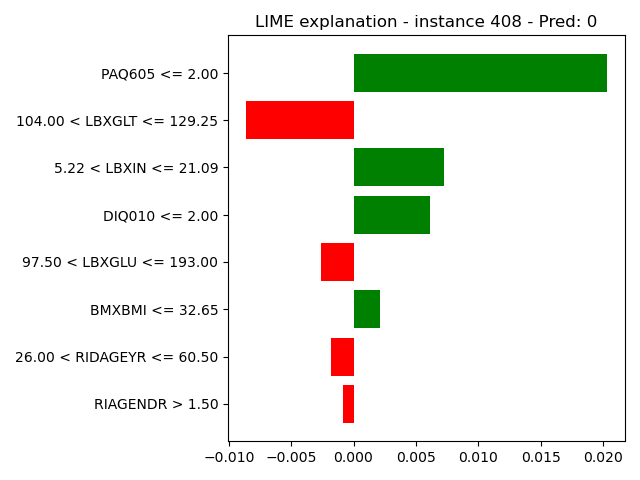 LIME explanation - instance 408 - Pred: 0
PAQ605 <= 2.00
104.00 < LBXGLT <= 129.25
5.22 < LBXIN <= 21.09
DIQ010 <= 2.00
97.50 < LBXGLU <= 193.00
BMXBMI <= 32.65
26.00 < RIDAGEYR <= 60.50
RIAGENDR > 1.50
−0.010 −0.005 0.000 0.005 0.010 0.015 0.020